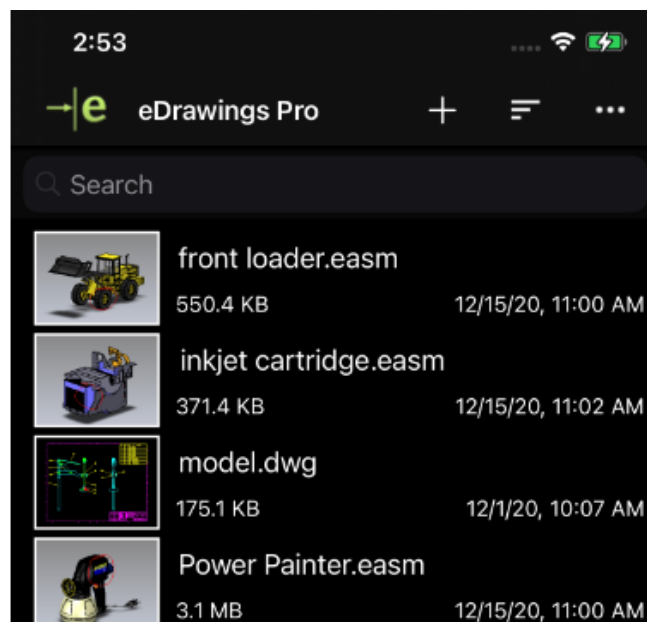 2:53
e eDrawings Pro
Search
front loader.easm
550.4 KB 12/15/20, 11:00 AM
inkjet cartridge.easm
371.4 KB 12/15/20, 11:02 AM
model.dwg
175.1 KB 12/1/20, 10:07 AM
Power Painter.easm
3.1 MB 12/15/20, 11:00 AM